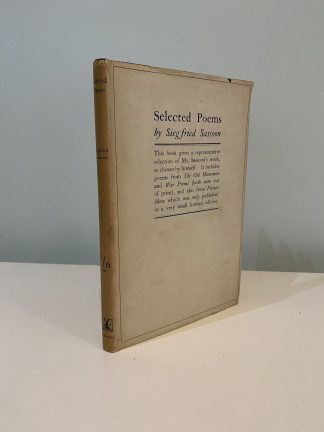 Selected Poems
by Siegfried Sassoon
This book gives a representative
selection of Mr. Sassoon's work,
as chosen by himself. It includes
poems from The Old Huntsman
and War Poems (both now out
of print), and also from Picture
Show which was only published
in a very small limited edition.